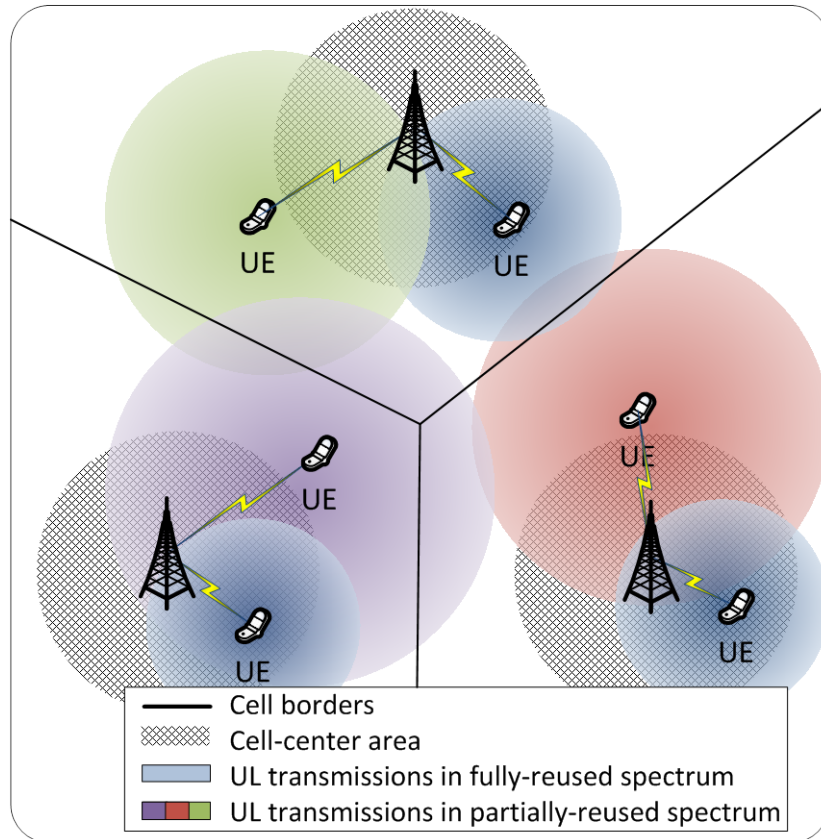 UE
UE
UE
UE
UE
UE
Cell borders
Cell-center area
UL transmissions in fully-reused spectrum
UL transmissions in partially-reused spectrum